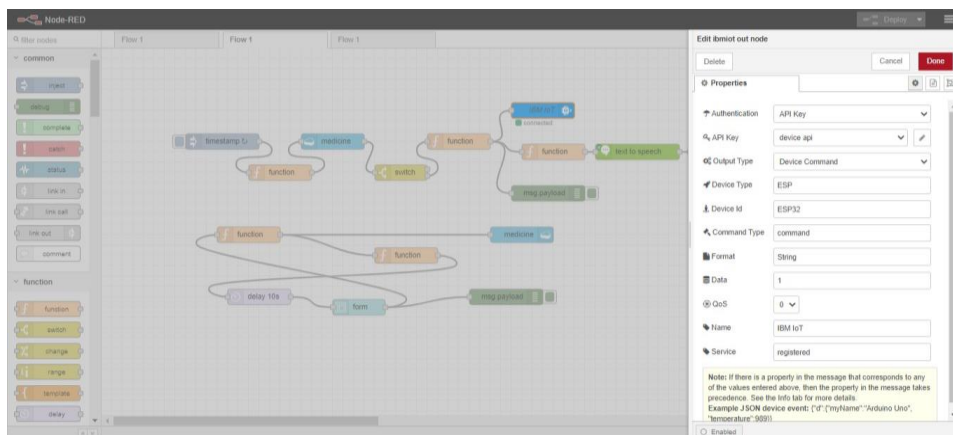 Node-RED
Deploy
filter nodes
Flow 1
Flow 1
Flow 1
common
inject
debug
complete
catch
status
link in
link call
link out
comment
function
function
switch
change
range
template
delay
timestamp ↻
function
medicine
switch
function
IBM IoT
connected
function
text to speech
msg.payload
function
medicine
function
delay 10s
form
msg.payload
Edit ibmiot out node
Delete
Cancel
Done
Properties
Authentication
API Key
API Key
device api
Output Type
Device Command
Device Type
ESP
Device Id
ESP32
Command Type
command
Format
String
Data
1
QoS
0
Name
IBM IoT
Service
registered
Note: If there is a property in the message that corresponds to any
of the values entered above, then the property in the message takes
precedence. See the Info tab for more details.
Example JSON device event: {"d":{"myName":"Arduino Uno",
"temperature":989}}
Enabled